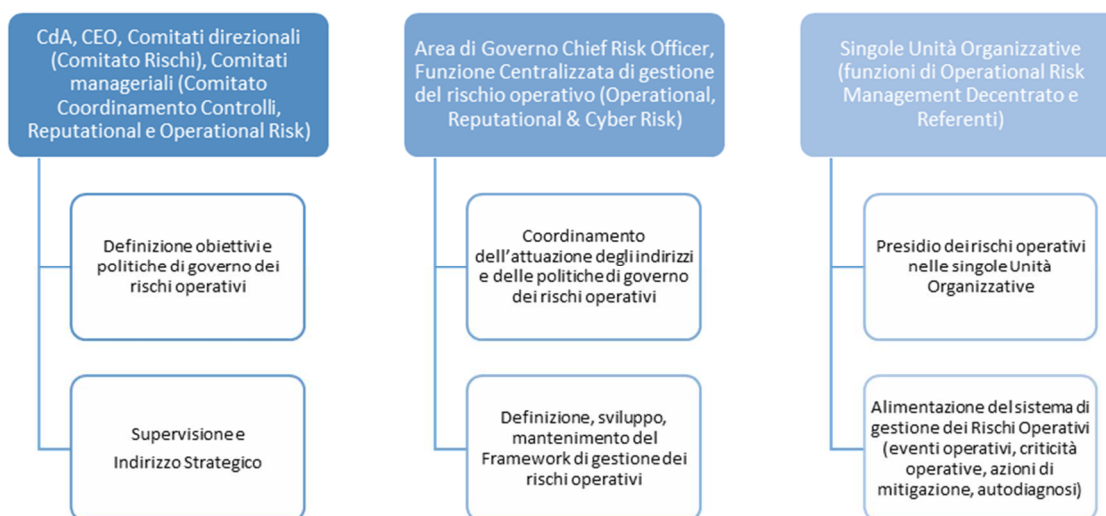 CdA, CEO, Comitati direzionali
(Comitato Rischi), Comitati
manageriali (Comitato
Coordinamento Controlli,
Reputational e Operational Risk)
Definizione obiettivi e
politiche di governo dei
rischi operativi
Supervisione e
Indirizzo Strategico
Area di Governo Chief Risk Officer,
Funzione Centralizzata di gestione
del rischio operativo (Operational,
Reputational & Cyber Risk)
Coordinamento
dell'attuazione degli indirizzi
e delle politiche di governo
dei rischi operativi
Definizione, sviluppo,
mantenimento del
Framework di gestione dei
rischi operativi
Singole Unità Organizzative
(funzioni di Operational Risk
Management Decentrato e
Referenti)
Presidio dei rischi operativi
nelle singole Unità
Organizzative
Alimentazione del sistema di
gestione dei Rischi Operativi
(eventi operativi, criticità
operative, azioni di
mitigazione, autodiagnosi)